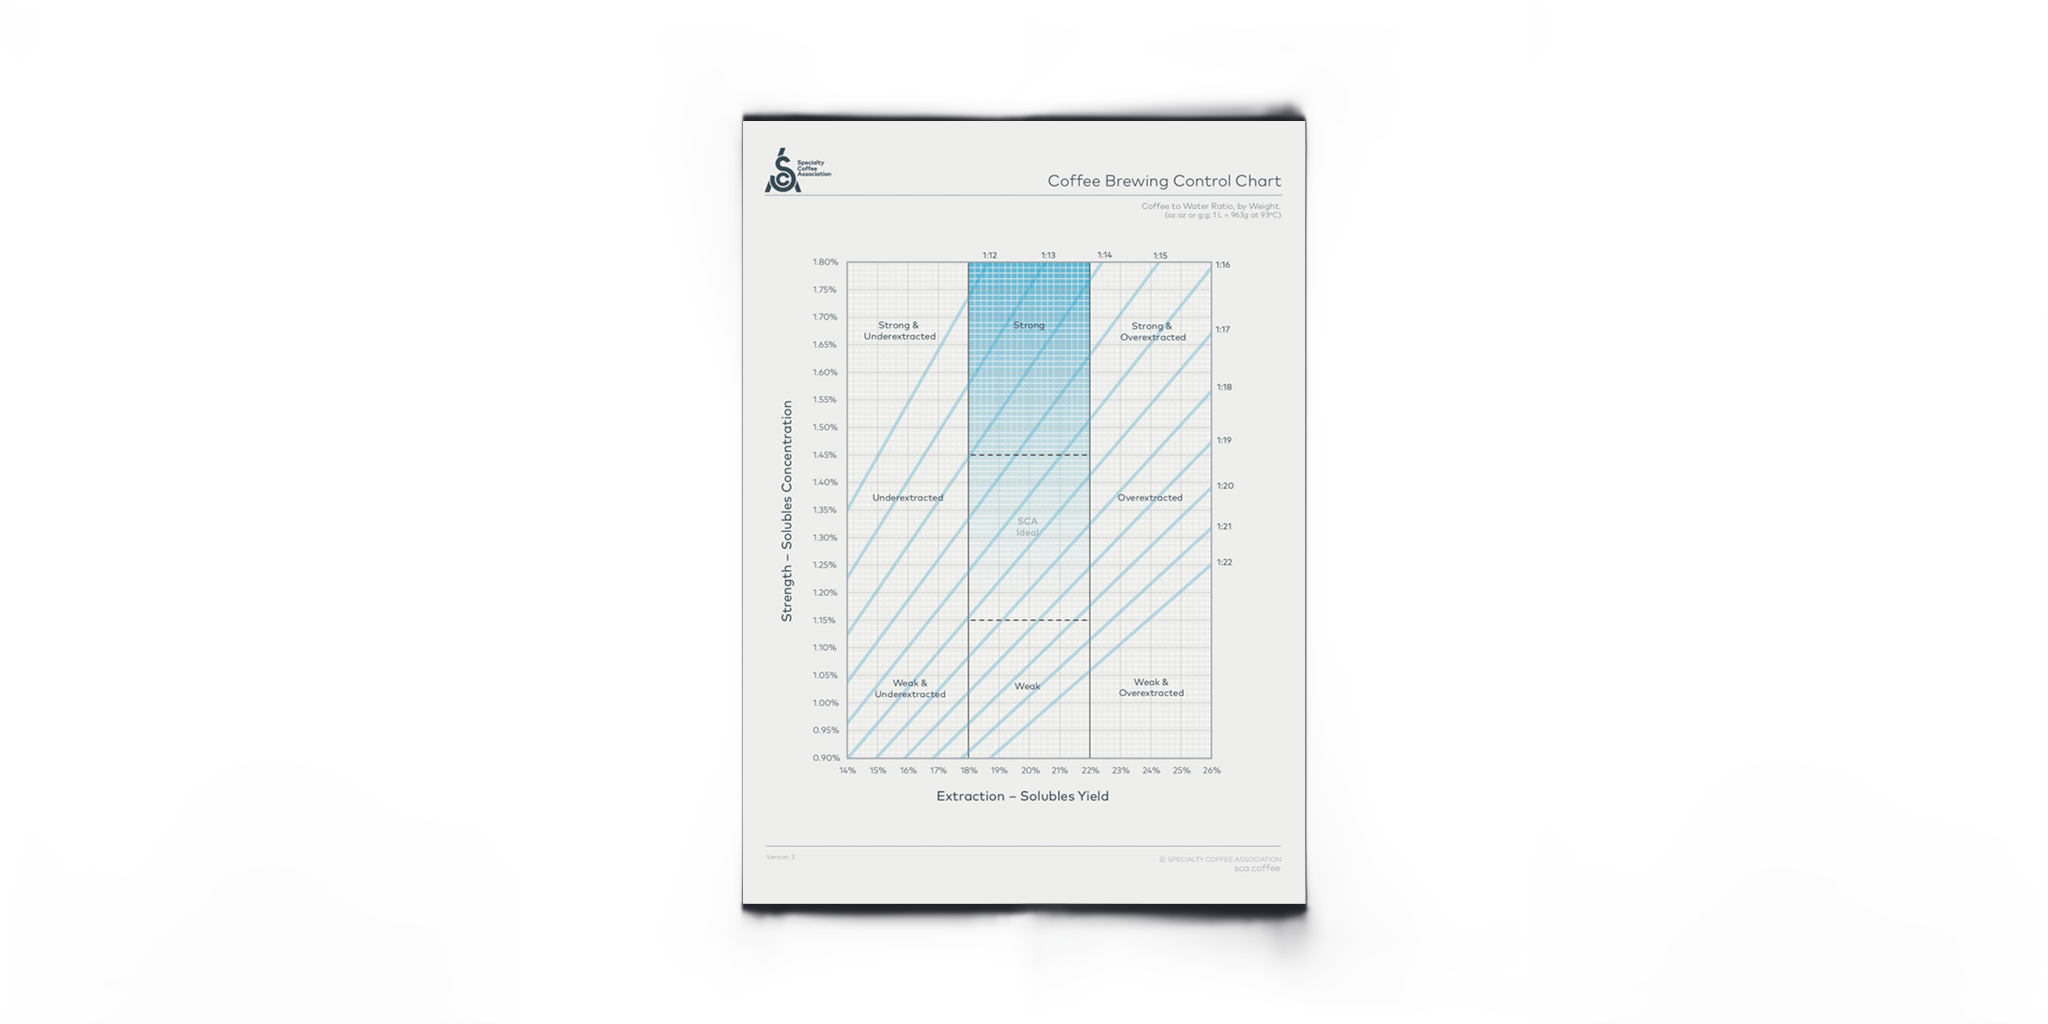 Specialty
Coffee
Association
Coffee Brewing Control Chart
Coffee to Water Ratio, by Weight.
(oz:oz or g:g; 1 L = 963g at 93°C)
1:12 1:13 1:14 1:15
1:16
1:17
1:18
1:19
1:20
1:21
1:22
Strength – Solubles Concentration
1.80%
1.75%
1.70%
1.65%
1.60%
1.55%
1.50%
1.45%
1.40%
1.35%
1.30%
1.25%
1.20%
1.15%
1.10%
1.05%
1.00%
0.95%
0.90%
Strong &
Underextracted
Strong
Strong &
Overextracted
Underextracted
SCA
Ideal
Overextracted
Weak &
Underextracted
Weak
Weak &
Overextracted
14% 15% 16% 17% 18% 19% 20% 21% 22% 23% 24% 25% 26%
Extraction – Solubles Yield
Version 3
© SPECIALTY COFFEE ASSOCIATION
sca.coffee